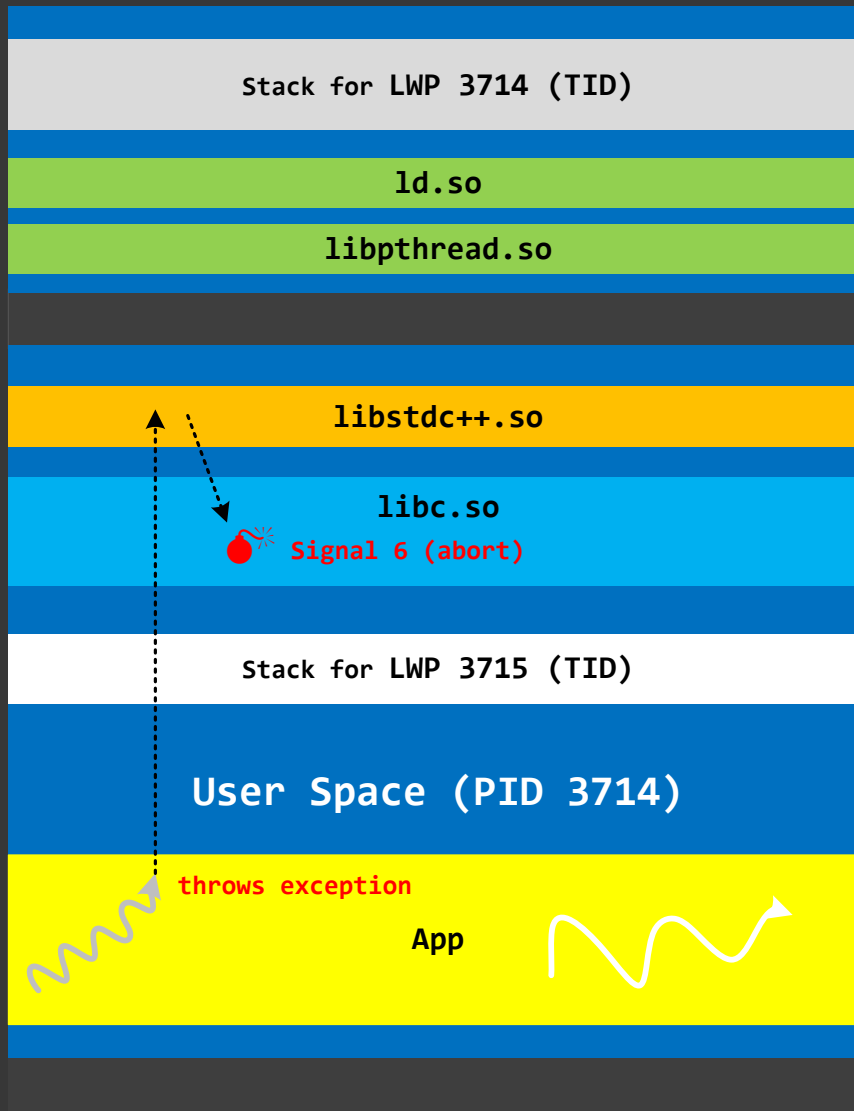 Stack for LWP 3714 (TID)
ld.so
libpthread.so
libstdc++.so
libc.so
Signal 6 (abort)
Stack for LWP 3715 (TID)
User Space (PID 3714)
throws exception
App